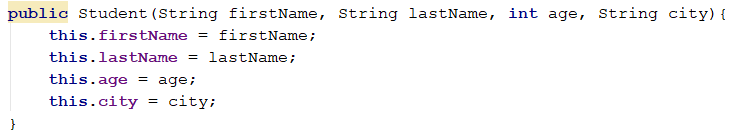 public Student(String firstName, String lastName, int age, String city){
    this.firstName = firstName;
    this.lastName = lastName;
    this.age = age;
    this.city = city;
}